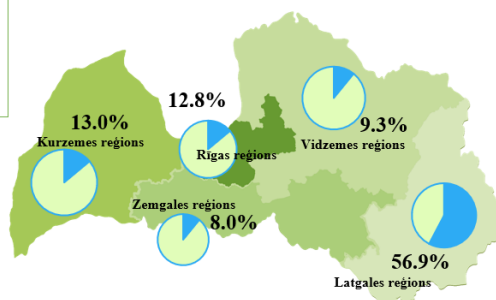 12.8%
13.0%
Kurzemes reģions
9.3%
Rīgas reģions
Vidzemes reģions
Zemgales reģions
8.0%
56.9%
Latgales reģions